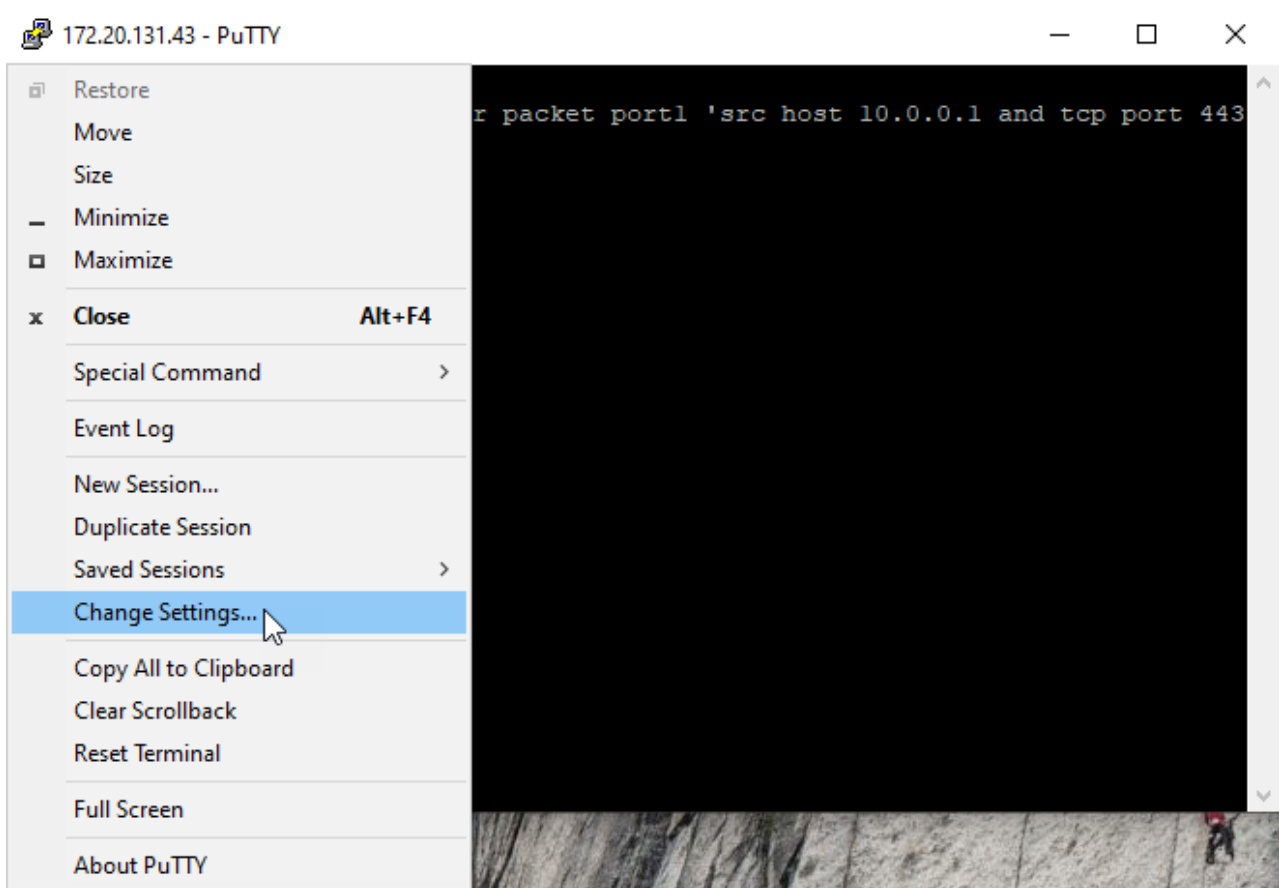 172.20.131.43 - PuTTY
Restore
r packet port1 'src host 10.0.0.1 and tcp port 443
Move
Size
Minimize
Maximize
Close Alt+F4
Special Command
Event Log
New Session...
Duplicate Session
Saved Sessions
Change Settings...
Copy All to Clipboard
Clear Scrollback
Reset Terminal
Full Screen
About PuTTY